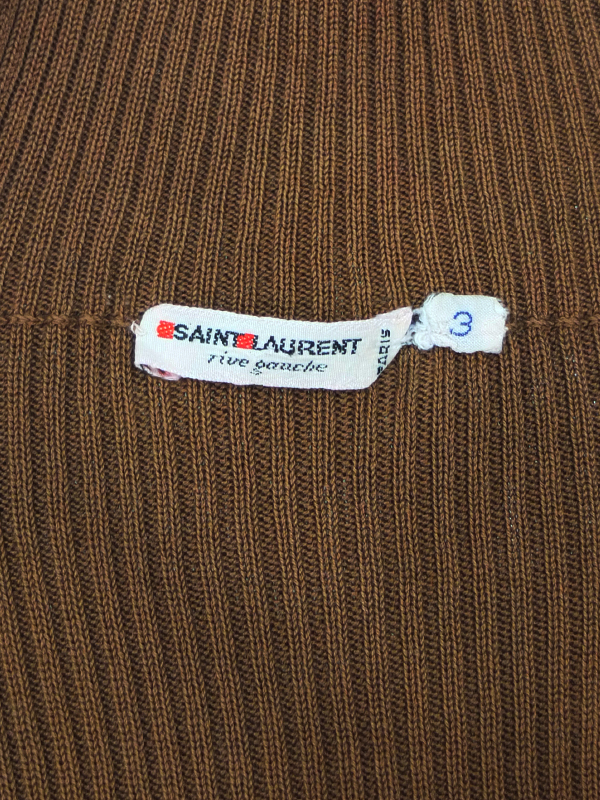 SAINT LAURENT
rive gauche
PARIS
3